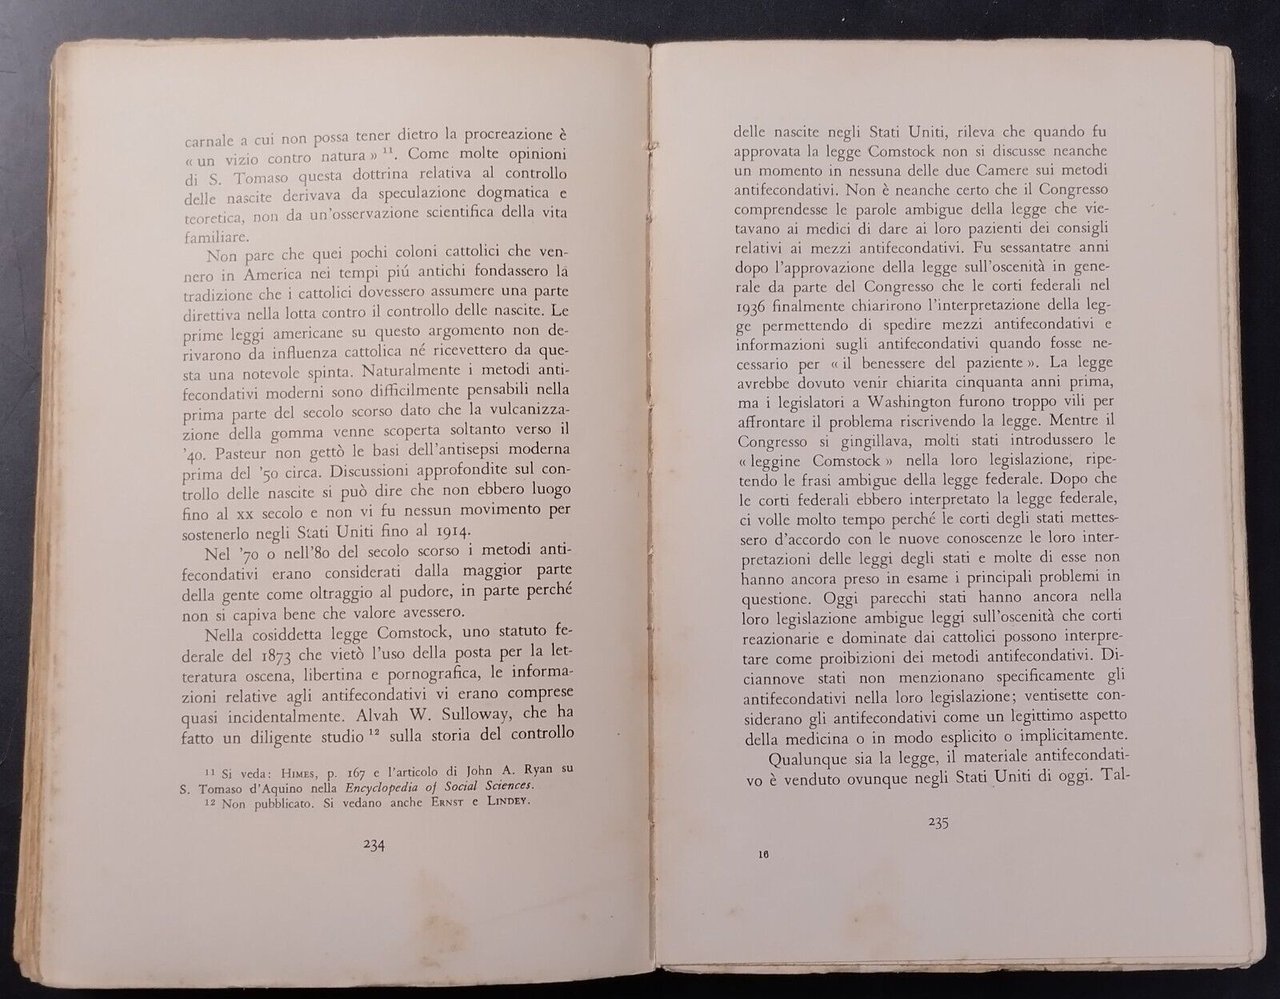 carnale a cui non possa tener dietro la procreazione è
« un vizio contro natura » 11. Come molte opinioni
di S. Tomaso questa dottrina relativa al controllo
delle nascite derivava da speculazione dogmatica e
teoretica, non da un'osservazione scientifica della vita
familiare.
Non pare che quei pochi coloni cattolici che ven-
nero in America nei tempi piú antichi fondassero la
tradizione che i cattolici dovessero assumere una parte
direttiva nella lotta contro il controllo delle nascite. Le
prime leggi americane su questo argomento non de-
rivarono da influenza cattolica né ricevettero da que-
sta una notevole spinta. Naturalmente i metodi anti-
fecondativi moderni sono difficilmente pensabili nella
prima parte del secolo scorso dato che la vulcanizza-
zione della gomma venne scoperta soltanto verso il
'40. Pasteur non gettò le basi dell'antisepsi moderna
prima del '50 circa. Discussioni approfondite sul con-
trollo delle nascite si può dire che non ebbero luogo
fino al xx secolo e non vi fu nessun movimento per
sostenerlo negli Stati Uniti fino al 1914.
Nel '70 o nell'80 del secolo scorso i metodi anti-
fecondativi erano considerati dalla maggior parte
della gente come oltraggio al pudore, in parte perché
non si capiva bene che valore avessero.
Nella cosiddetta legge Comstock, uno statuto fe-
derale del 1873 che vietò l'uso della posta per la let-
teratura oscena, libertina e pornografica, le informa-
zioni relative agli antifecondativi vi erano comprese
quasi incidentalmente. Alvah W. Sulloway, che ha
fatto un diligente studio 12 sulla storia del controllo
11 Si veda: HIMES, p. 167 e l'articolo di John A. Ryan su
S. Tomaso d'Aquino nella Encyclopedia of Social Sciences.
12 Non pubblicato. Si vedano anche ERNST e LINDEY.
234
delle nascite negli Stati Uniti, rileva che quando fu
approvata la legge Comstock non si discusse neanche
un momento in nessuna delle due Camere sui metodi
antifecondativi. Non è neanche certo che il Congresso
comprendesse le parole ambigue della legge che vie-
tavano ai medici di dare ai loro pazienti dei consigli
relativi ai mezzi antifecondativi. Fu sessantatre anni
dopo l'approvazione della legge sull'oscenità in gene-
rale da parte del Congresso che le corti federali nel
1936 finalmente chiarirono l'interpretazione della leg-
ge permettendo di spedire mezzi antifecondativi e
informazioni sugli antifecondativi quando fosse ne-
cessario per « il benessere del paziente ». La legge
avrebbe dovuto venir chiarita cinquanta anni prima,
ma i legislatori a Washington furono troppo vili per
affrontare il problema riscrivendo la legge. Mentre il
Congresso si gingillava, molti stati introdussero le
« leggine Comstock » nella loro legislazione, ripe-
tendo le frasi ambigue della legge federale. Dopo che
le corti federali ebbero interpretato la legge federale,
ci volle molto tempo perché le corti degli stati mettes-
sero d'accordo con le nuove conoscenze le loro inter-
pretazioni delle leggi degli stati e molte di esse non
hanno ancora preso in esame i principali problemi in
questione. Oggi parecchi stati hanno ancora nella
loro legislazione ambigue leggi sull'oscenità che corti
reazionarie e dominate dai cattolici possono interpre-
tare come proibizioni dei metodi antifecondativi. Di-
ciannove stati non menzionano specificamente gli
antifecondativi nella loro legislazione; ventisette con-
siderano gli antifecondativi come un legittimo aspetto
della medicina o in modo esplicito o implicitamente.
Qualunque sia la legge, il materiale antifecondati-
vo è venduto ovunque negli Stati Uniti di oggi. Tal-
235
16